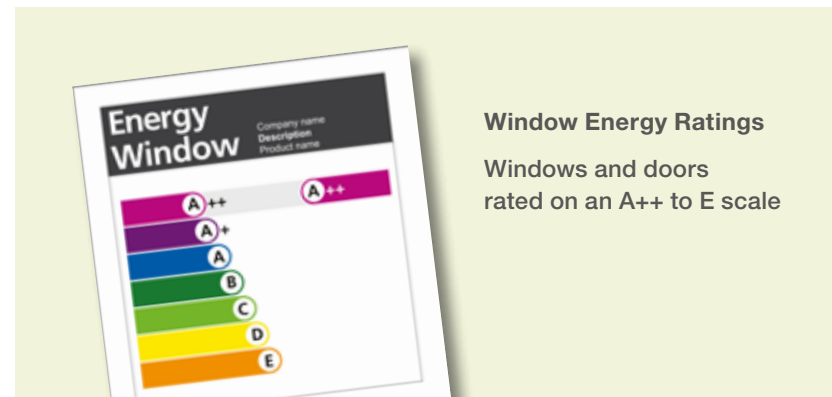 Energy
Window
Company name
Description
Product name
A++
A++
A+
A
B
C
D
E
Window Energy Ratings
Windows and doors
rated on an A++ to E scale